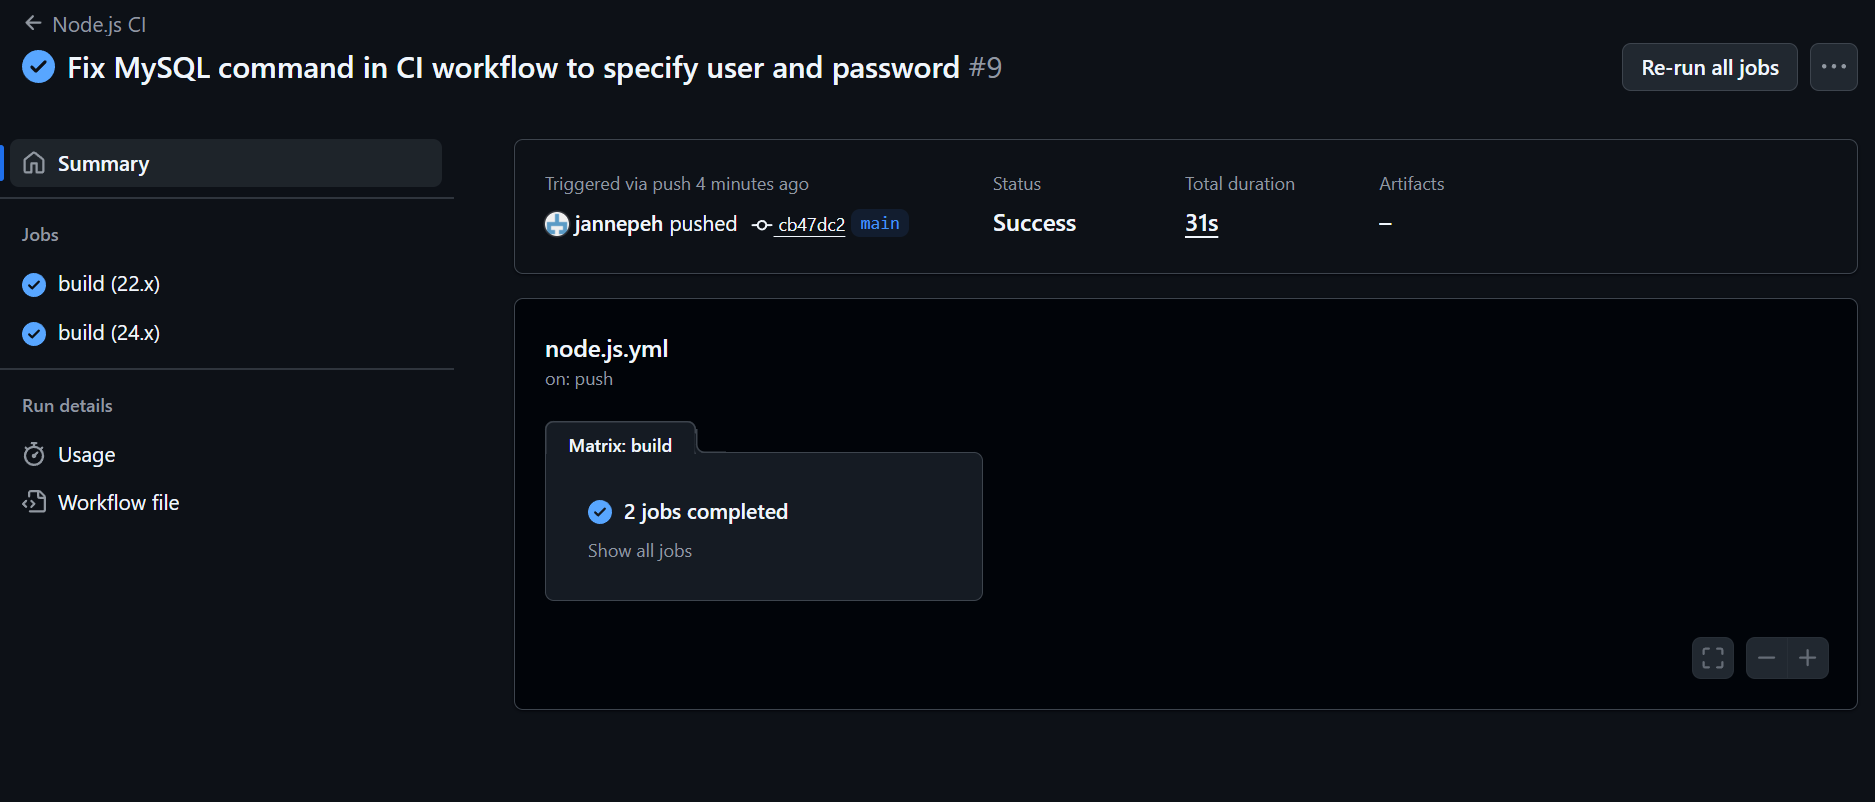 Node.js CI
Fix MySQL command in CI workflow to specify user and password #9
Re-run all jobs
Summary
Jobs
build (22.x)
build (24.x)
Run details
Usage
Workflow file
Triggered via push 4 minutes ago
jannepeh pushed cb47dc2 main
Status
Success
Total duration
31s
Artifacts
–
node.js.yml
on: push
Matrix: build
2 jobs completed
Show all jobs